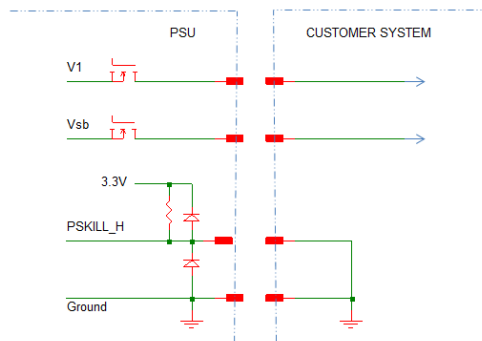 PSU CUSTOMER SYSTEM
V1
Vsb
3.3V
PSKILL_H
Ground